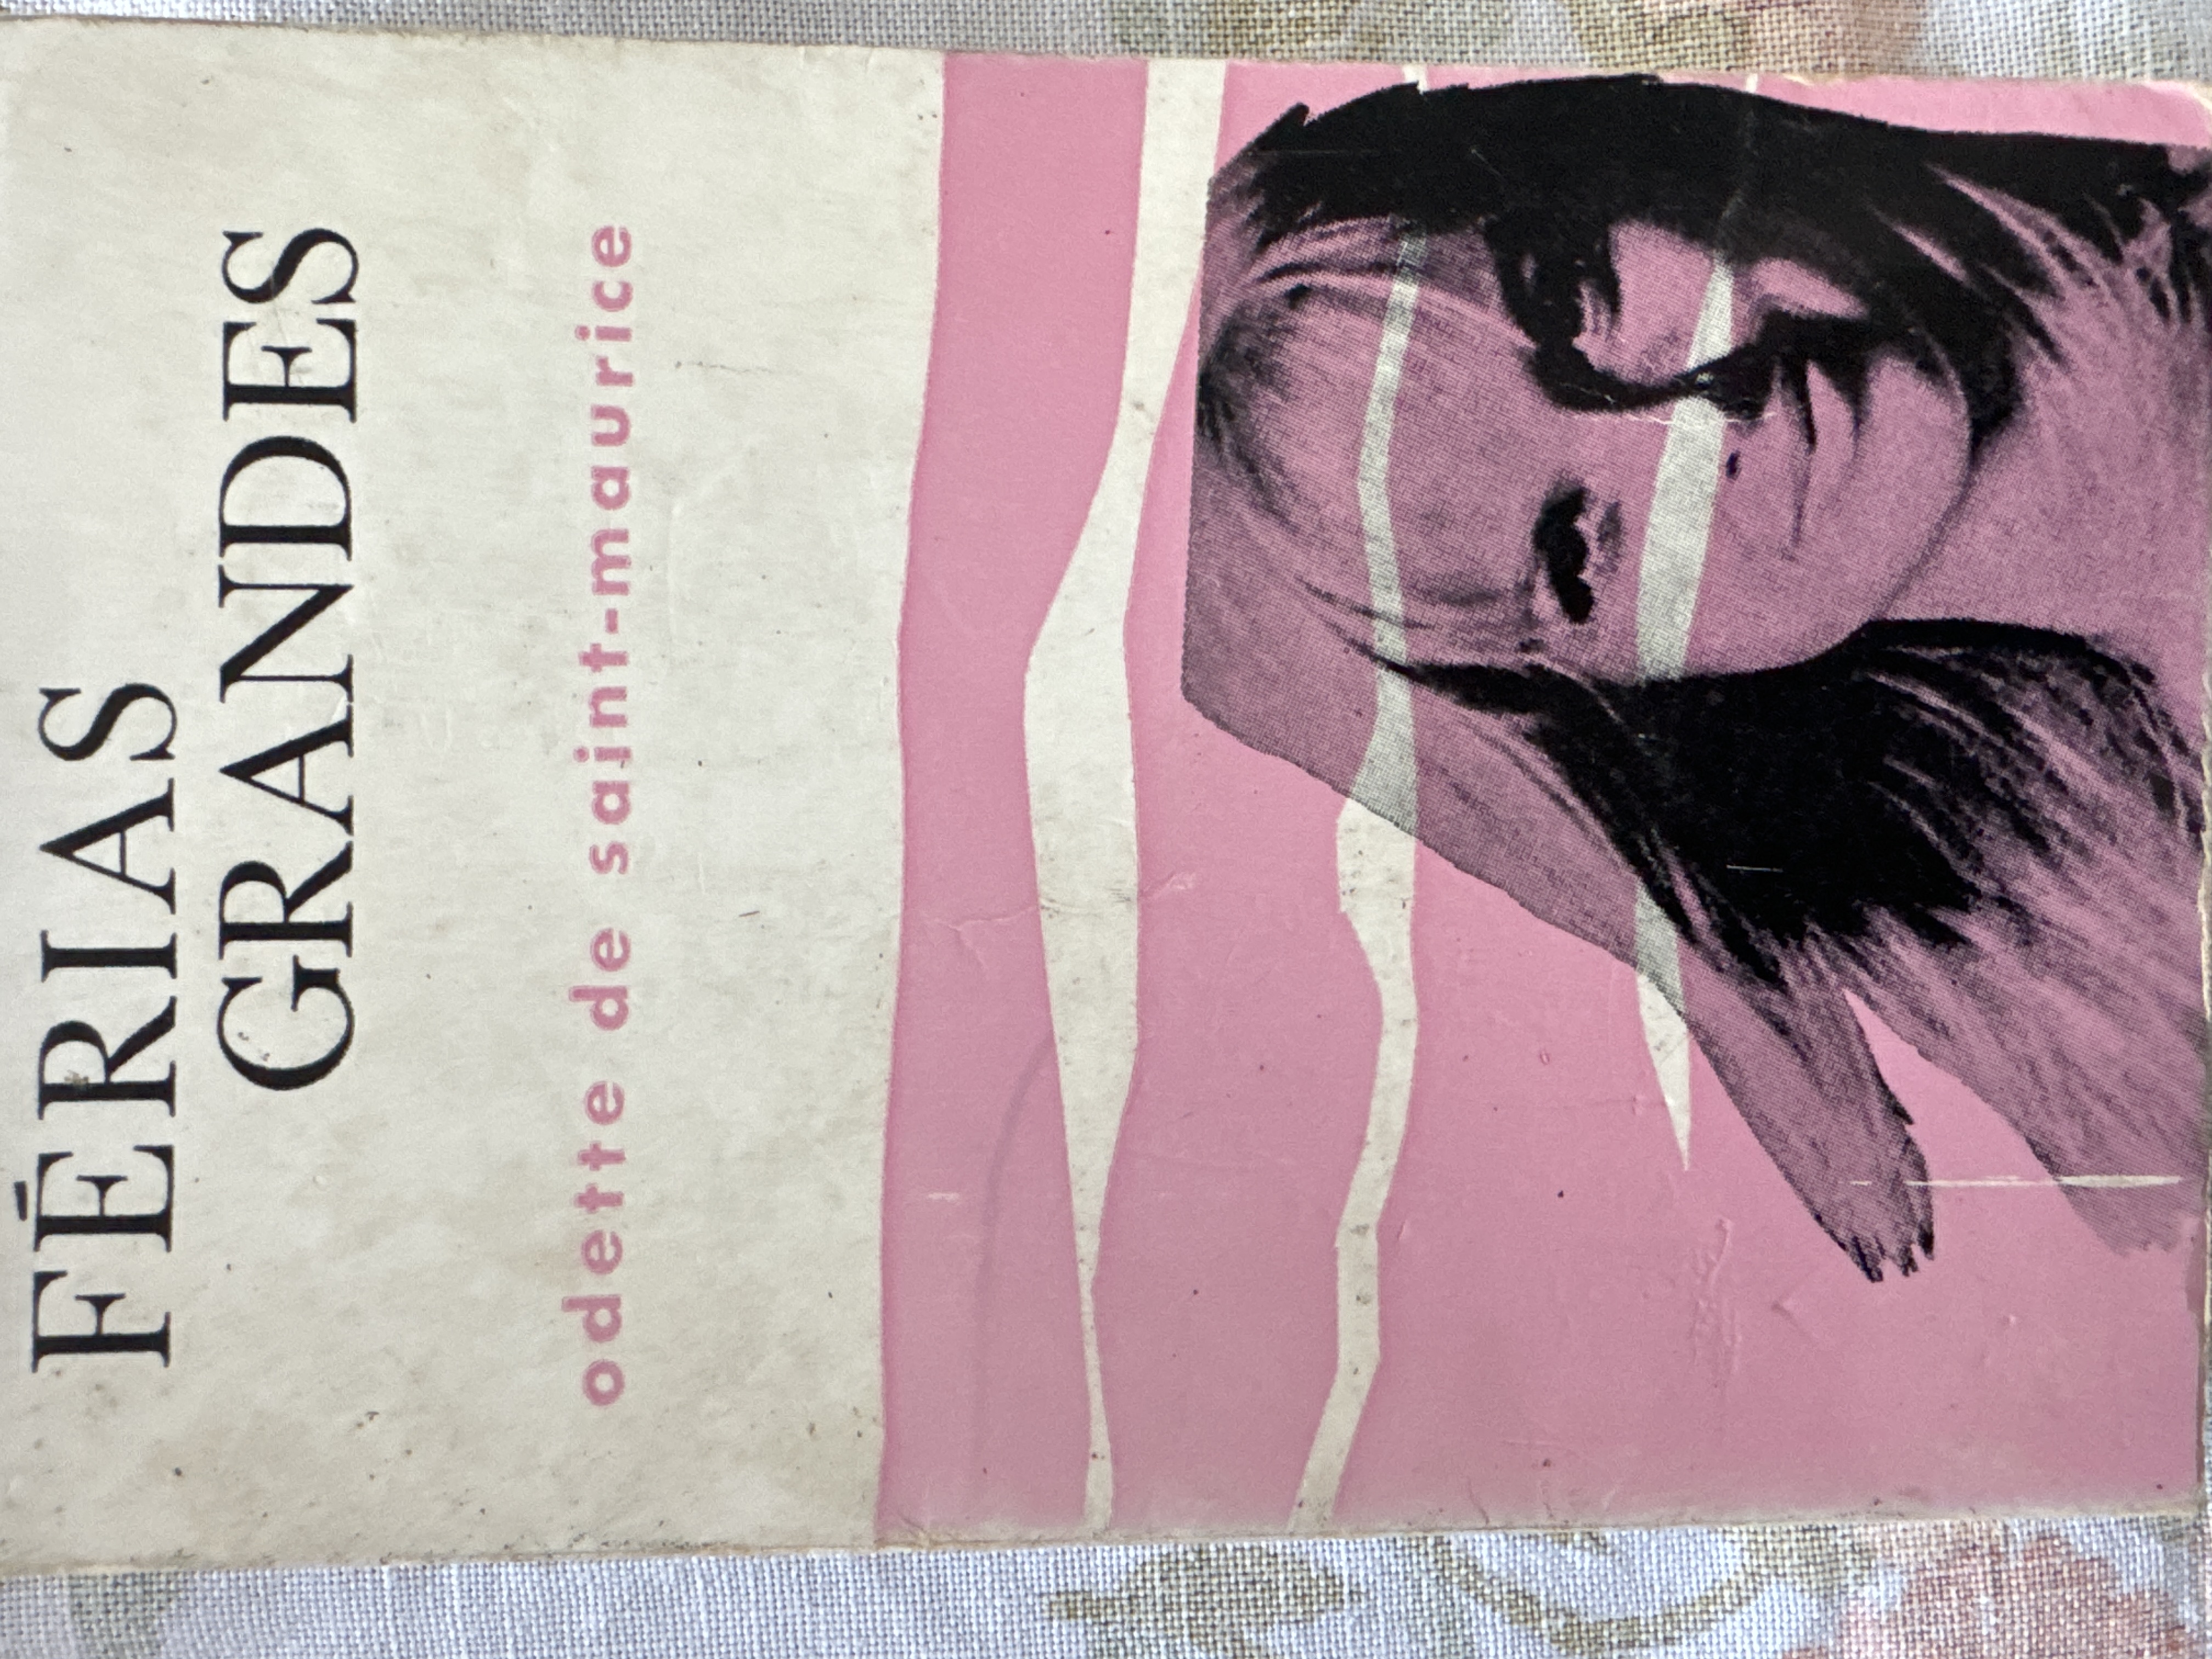 FÉRIAS
GRANDES
odette de saint-maurice